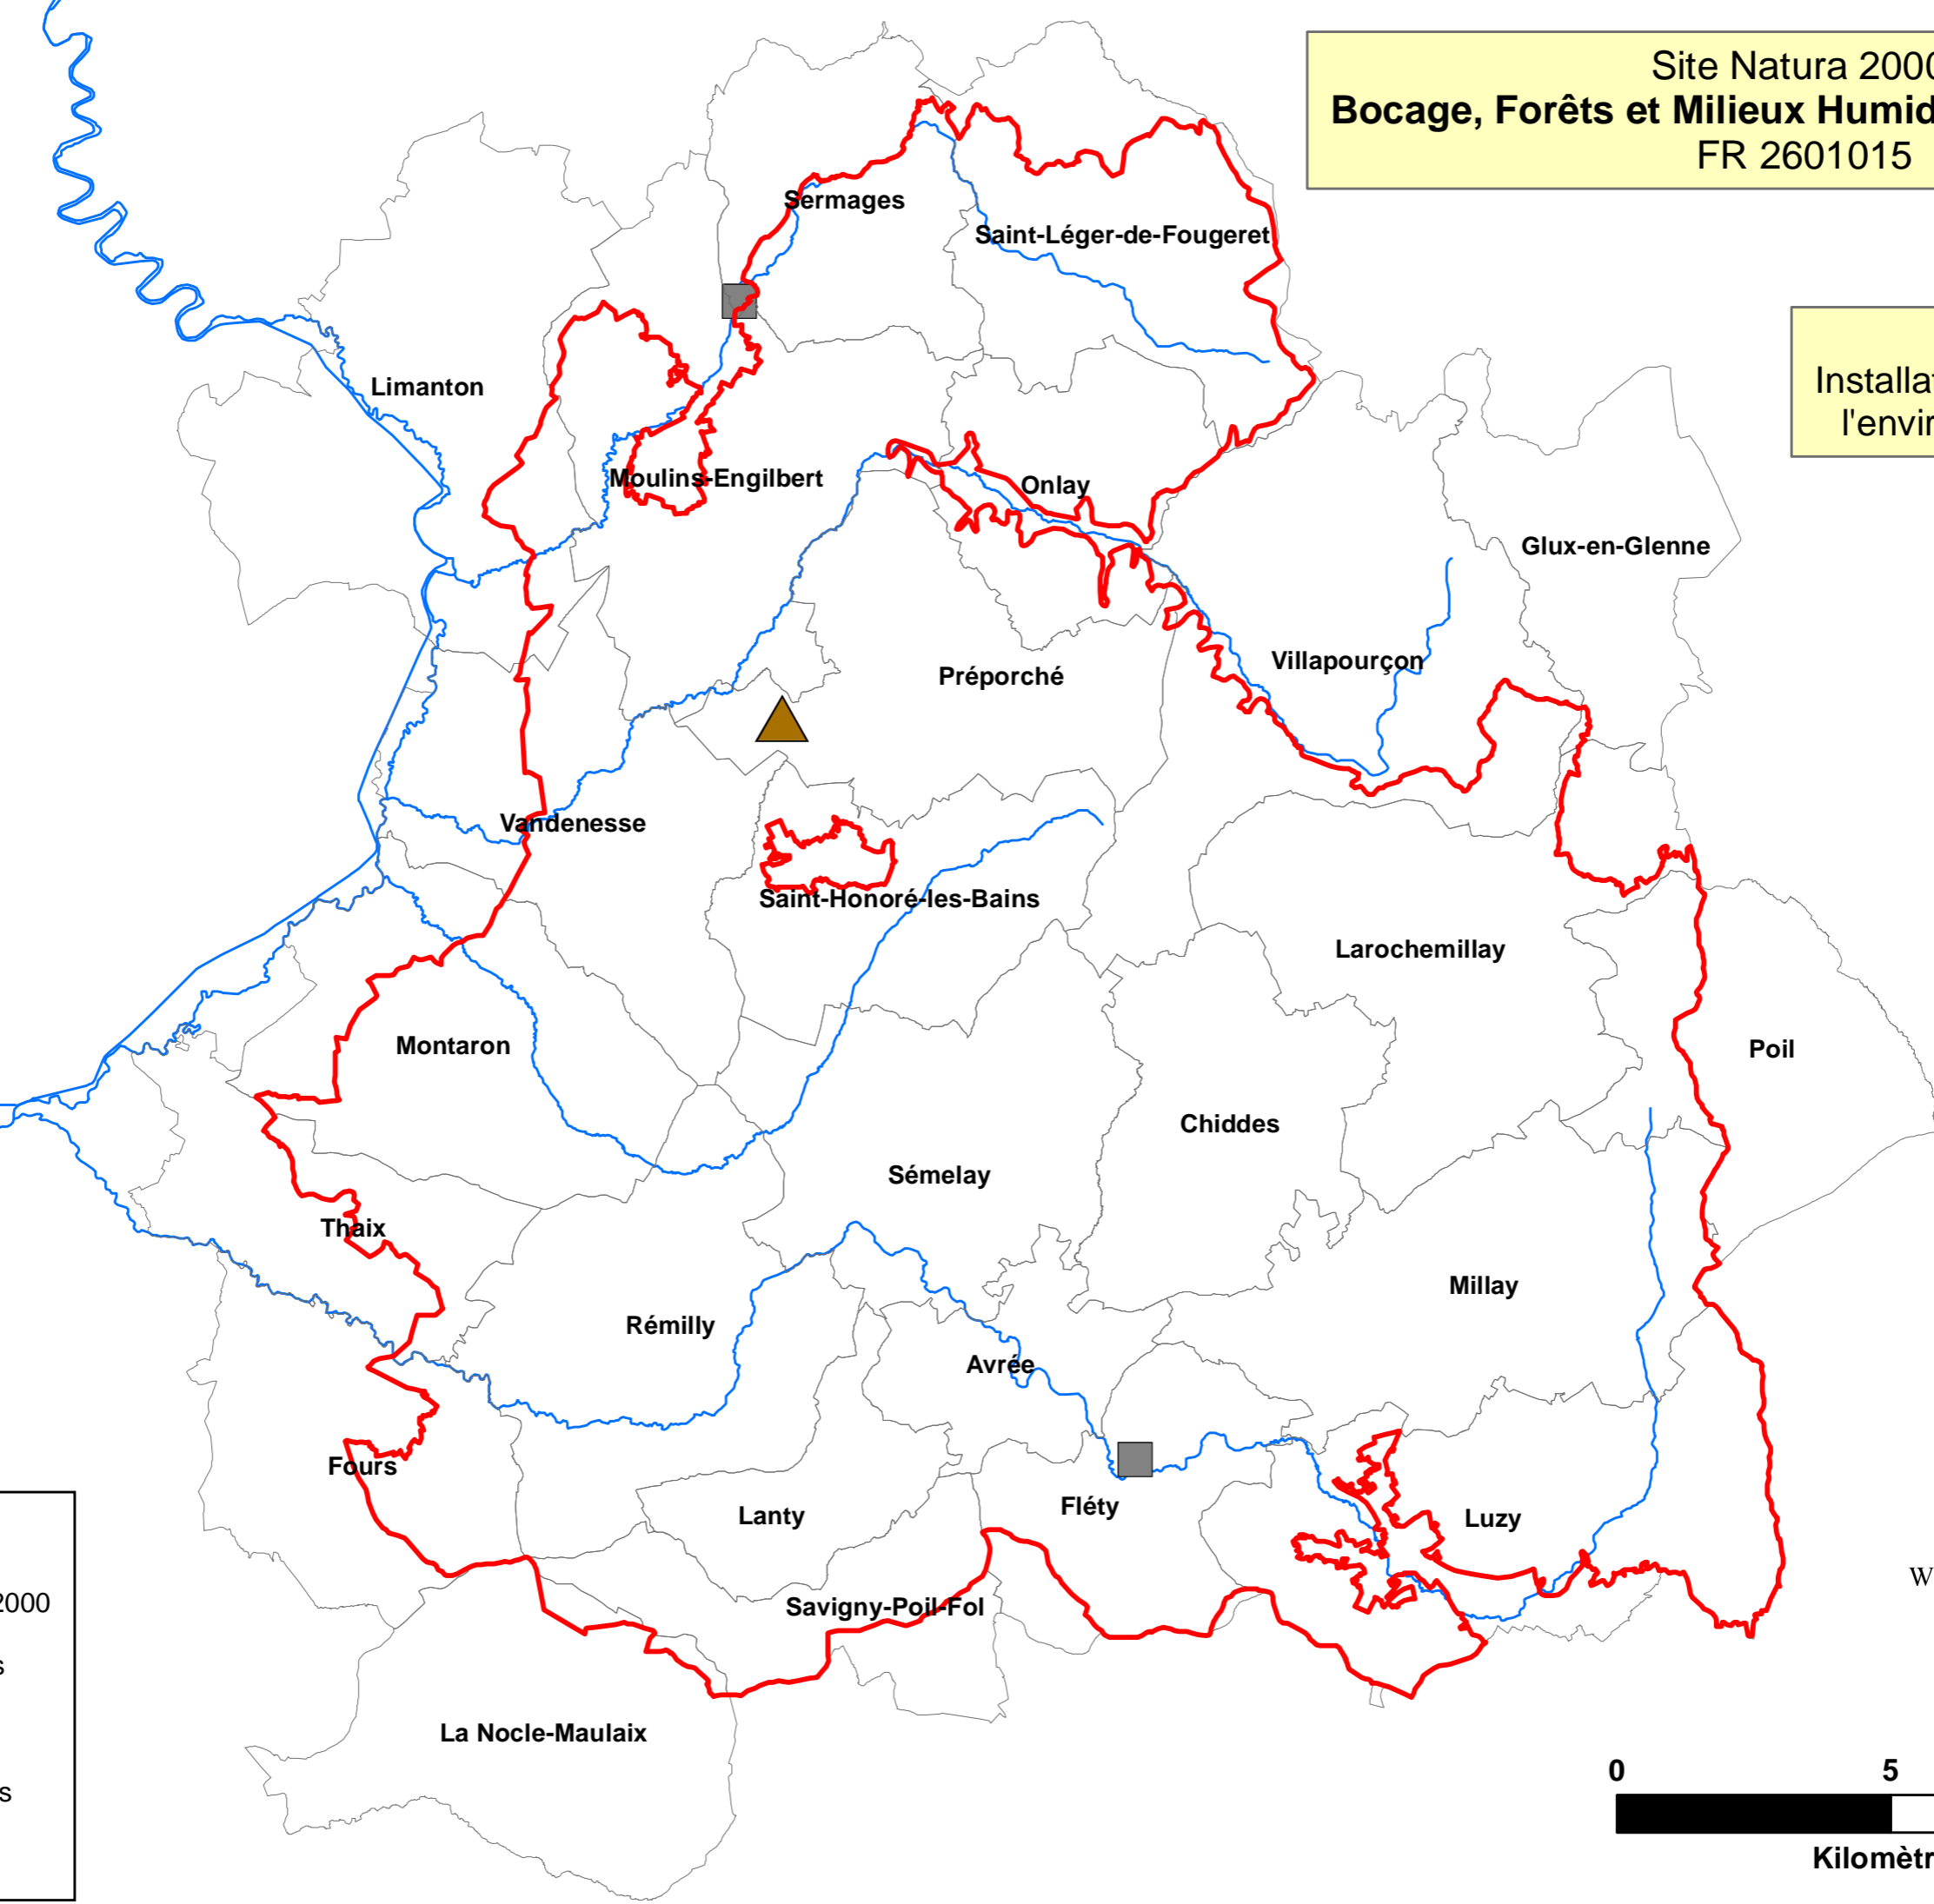 Site Natura 2000
Bocage, Forêts et Milieux Humid
FR 2601015
Sermages
Saint-Léger-de-Fougeret
Installat
l'envir
Limanton
Moulins-Engilbert
Onlay
Glux-en-Glenne
Villapourçon
Préporché
Vandenesse
Saint-Honoré-les-Bains
Larochemillay
Montaron
Poil
Chiddes
Sémelay
Thaix
Millay
Rémilly
Avrée
Fours
Fléty
Lanty
Luzy
W
2000
Savigny-Poil-Fol
s
La Nocle-Maulaix
s
0 5
Kilomètr